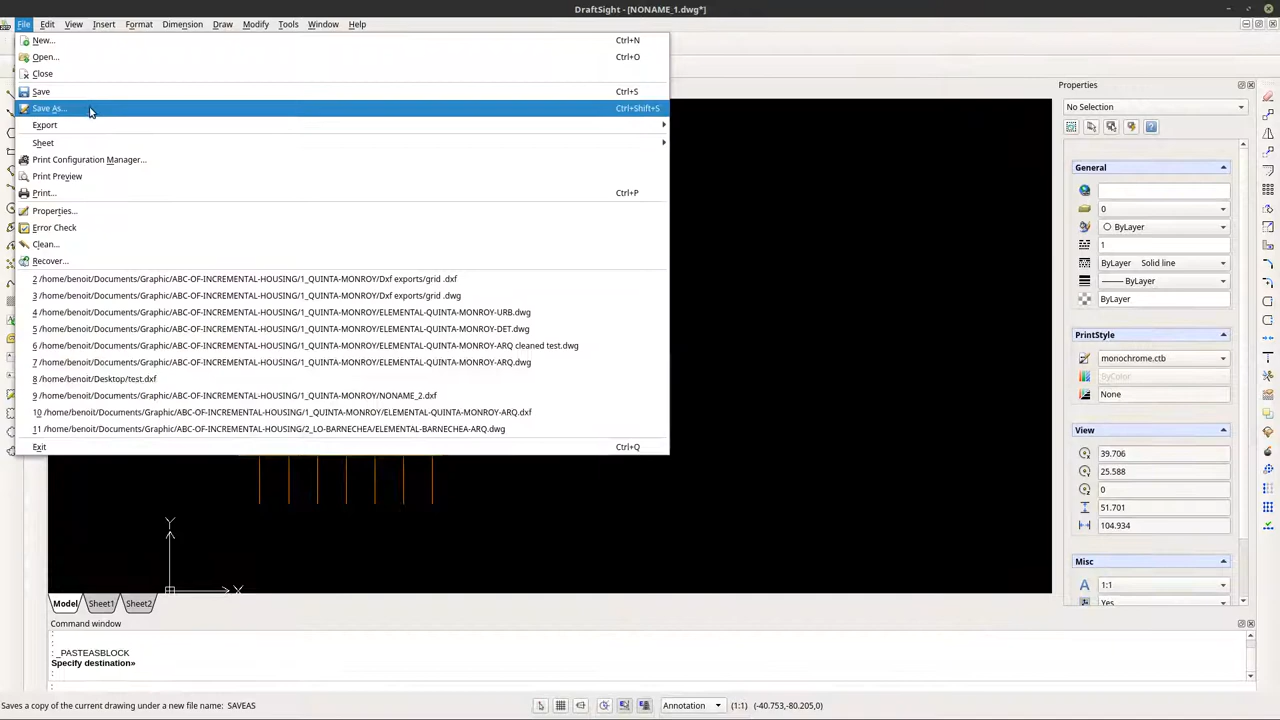 DraftSight - [NONAME_1.dwg*]
File Edit View Insert Format Dimension Draw Modify Tools Window Help
New... Ctrl+N
Open... Ctrl+O
Close
Save Ctrl+S
Save As... Ctrl+Shift+S
Export
Sheet
Print Configuration Manager...
Print Preview
Print... Ctrl+P
Properties...
Error Check
Clean...
Recover...
2 /home/benoit/Documents/Graphic/ABC-OF-INCREMENTAL-HOUSING/1_QUINTA-MONROY/Dxf exports/grid .dxf
3 /home/benoit/Documents/Graphic/ABC-OF-INCREMENTAL-HOUSING/1_QUINTA-MONROY/Dxf exports/grid .dwg
4 /home/benoit/Documents/Graphic/ABC-OF-INCREMENTAL-HOUSING/1_QUINTA-MONROY/ELEMENTAL-QUINTA-MONROY-URB.dwg
5 /home/benoit/Documents/Graphic/ABC-OF-INCREMENTAL-HOUSING/1_QUINTA-MONROY/ELEMENTAL-QUINTA-MONROY-DET.dwg
6 /home/benoit/Documents/Graphic/ABC-OF-INCREMENTAL-HOUSING/1_QUINTA-MONROY/ELEMENTAL-QUINTA-MONROY-ARQ cleaned test.dwg
7 /home/benoit/Documents/Graphic/ABC-OF-INCREMENTAL-HOUSING/1_QUINTA-MONROY/ELEMENTAL-QUINTA-MONROY-ARQ.dwg
8 /home/benoit/Desktop/test.dxf
9 /home/benoit/Documents/Graphic/ABC-OF-INCREMENTAL-HOUSING/1_QUINTA-MONROY/NONAME_2.dxf
10 /home/benoit/Documents/Graphic/ABC-OF-INCREMENTAL-HOUSING/1_QUINTA-MONROY/ELEMENTAL-QUINTA-MONROY-ARQ.dxf
11 /home/benoit/Documents/Graphic/ABC-OF-INCREMENTAL-HOUSING/2_LO-BARNECHEA/ELEMENTAL-BARNECHEA-ARQ.dwg
Exit Ctrl+Q
Properties
No Selection
General
0
ByLayer
1
ByLayer Solid line
ByLayer
ByLayer
PrintStyle
monochrome.ctb
ByColor
None
View
39.706
25.588
0
51.701
104.934
Misc
1:1
Yes
Y
X
Model Sheet1 Sheet2
Command window
:
: _PASTEASBLOCK
Specify destination»
:
:
Saves a copy of the current drawing under a new file name: SAVEAS
Annotation (1:1) (-40.753,-80.205,0)